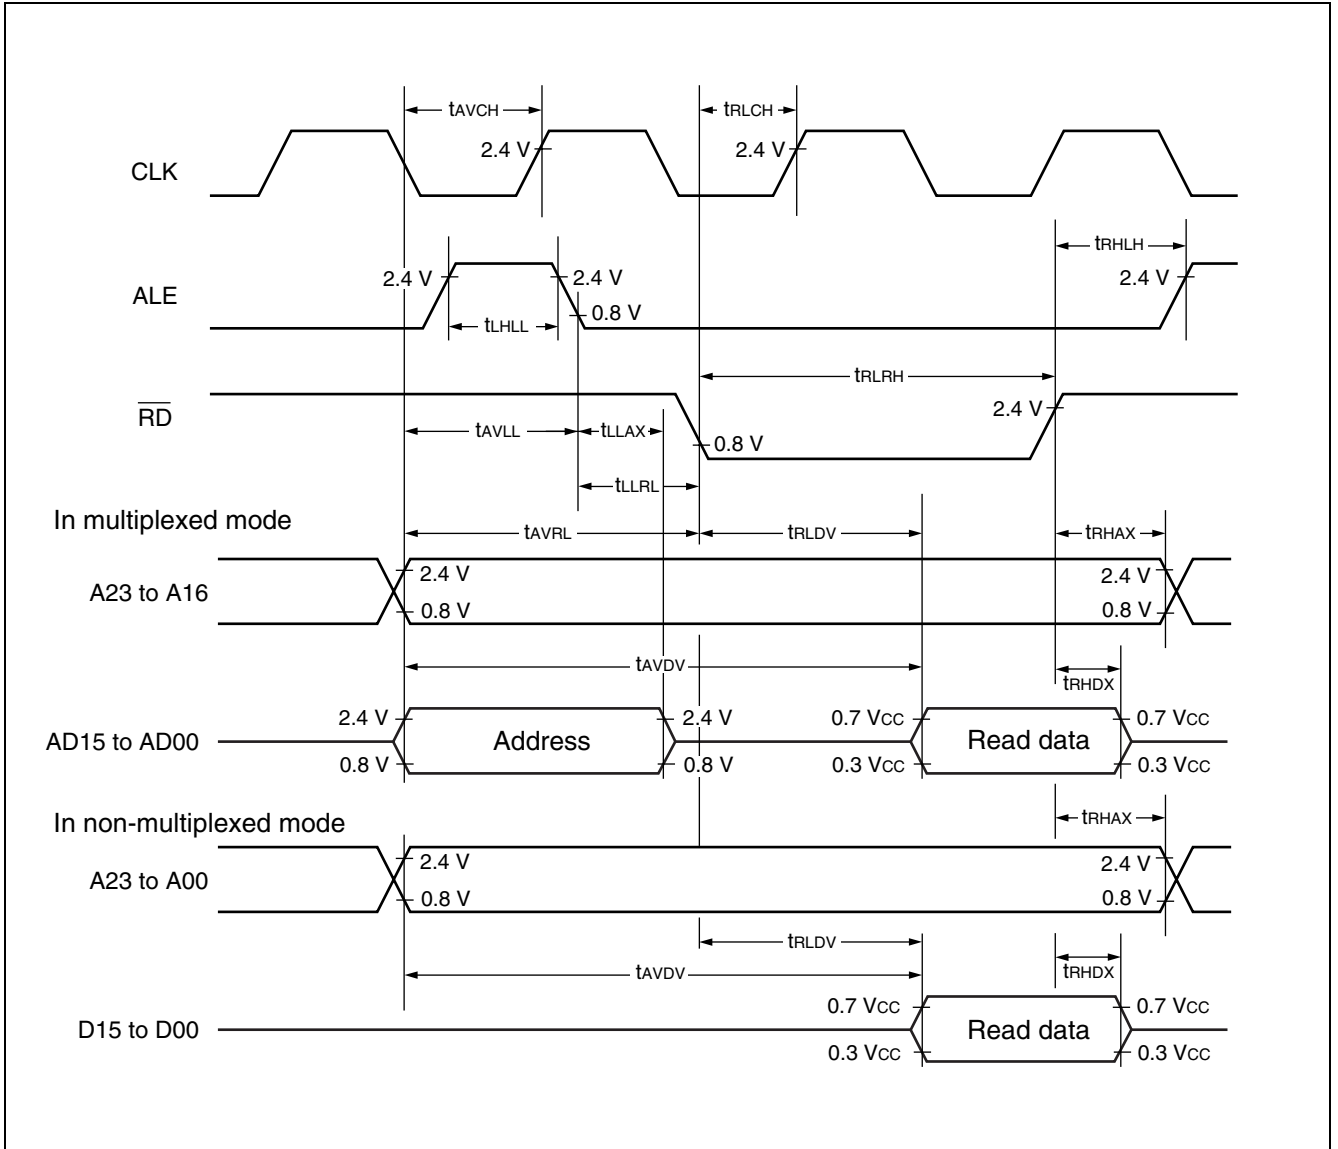 tAVCH tRLCH
CLK 2.4 V 2.4 V
tRHLH
ALE 2.4 V 2.4 V 2.4 V
0.8 V
tLHLL
tRLRH
RD 2.4 V
tAVLL tLLAX 0.8 V
tLLRL
In multiplexed mode
tAVRL tRLDV tRHAX
A23 to A16 2.4 V 2.4 V
0.8 V 0.8 V
tAVDV
tRHDX
AD15 to AD00 2.4 V Address 2.4 V 0.7 VCC Read data 0.7 VCC
0.8 V 0.8 V 0.3 VCC 0.3 VCC
In non-multiplexed mode
tRHAX
A23 to A00 2.4 V 2.4 V
0.8 V 0.8 V
tRLDV
tAVDV tRHDX
D15 to D00 0.7 VCC Read data 0.7 VCC
0.3 VCC 0.3 VCC